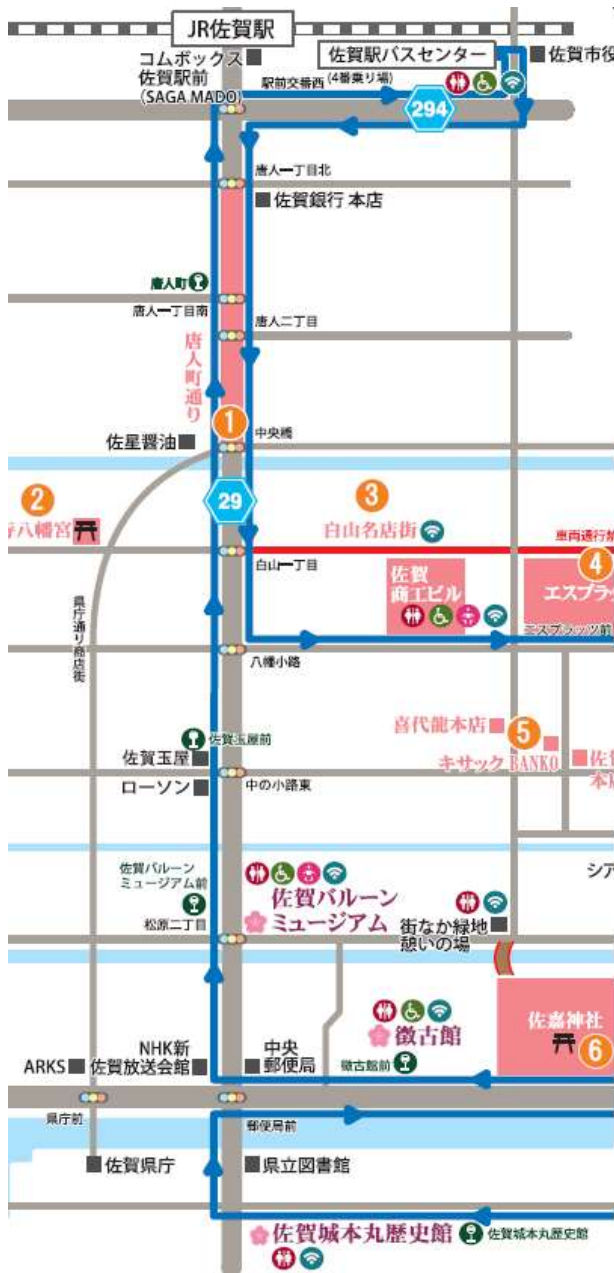 JR佐賀駅
コムボックス
佐賀駅前
(SAGA MADO)
佐賀駅バスセンター
(4番乗り場)
駅前交番西
佐賀市役
294
唐人一丁目北
佐賀銀行 本店
唐人町
唐人一丁目南
唐人二丁目
唐人町通り
1
中央橋
佐星醤油
2
八幡宮
29
3
白山名店街
車両通行禁
白山一丁目
4
佐賀
商工ビル
エスプラッ
エスプラッツ前
県庁通り商店街
八幡小路
喜代龍本店
5
キサック BANKO
佐賀
本店
佐賀玉屋前
佐賀玉屋
ローソン
中の小路東
シア
佐賀バルーン
ミュージアム前
松原二丁目
佐賀バルーン
ミュージアム
街なか緑地
憩いの場
佐嘉神社
6
徴古館
徴古館前
NHK新
佐賀放送会館
ARKS
中央
郵便局
県庁前
郵便局前
佐賀県庁
県立図書館
佐賀城本丸歴史館
佐賀城本丸歴史館